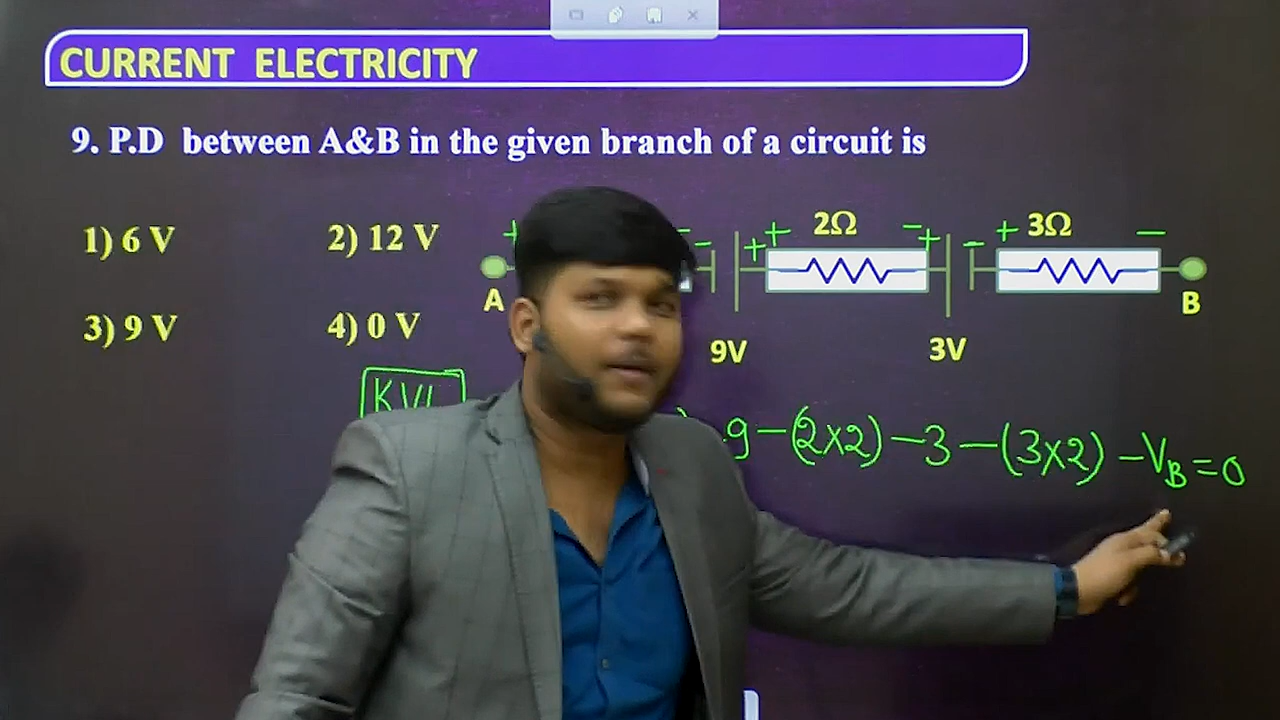 CURRENT ELECTRICITY
9. P.D between A&B in the given branch of a circuit is
1) 6 V 2) 12 V
3) 9 V 4) 0 V
+ - - + + 2Ω - + - + 3Ω -
A B
9V 3V
KVL
) 9 - (2×2) - 3 - (3×2) - VB = 0